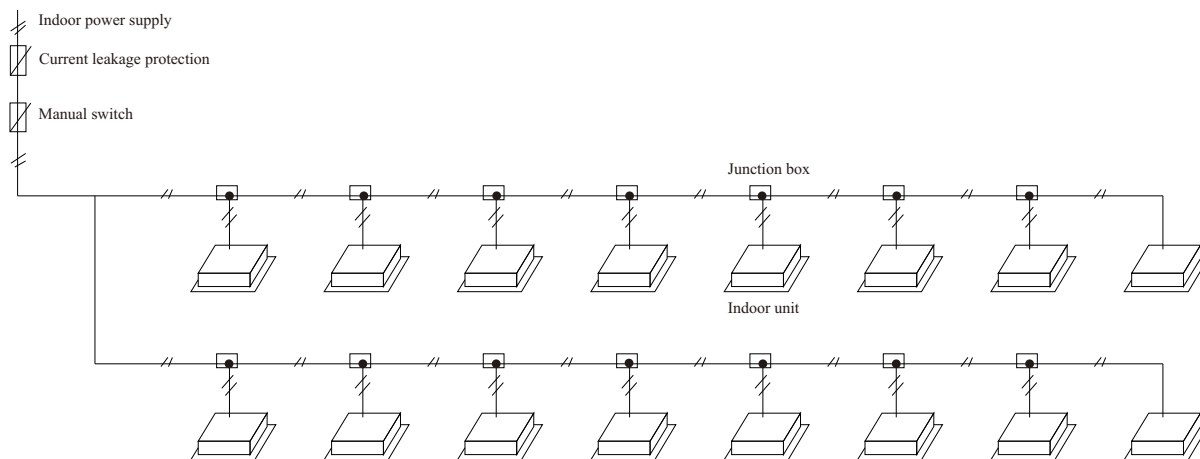 Indoor power supply
Current leakage protection
Manual switch
Junction box
Indoor unit